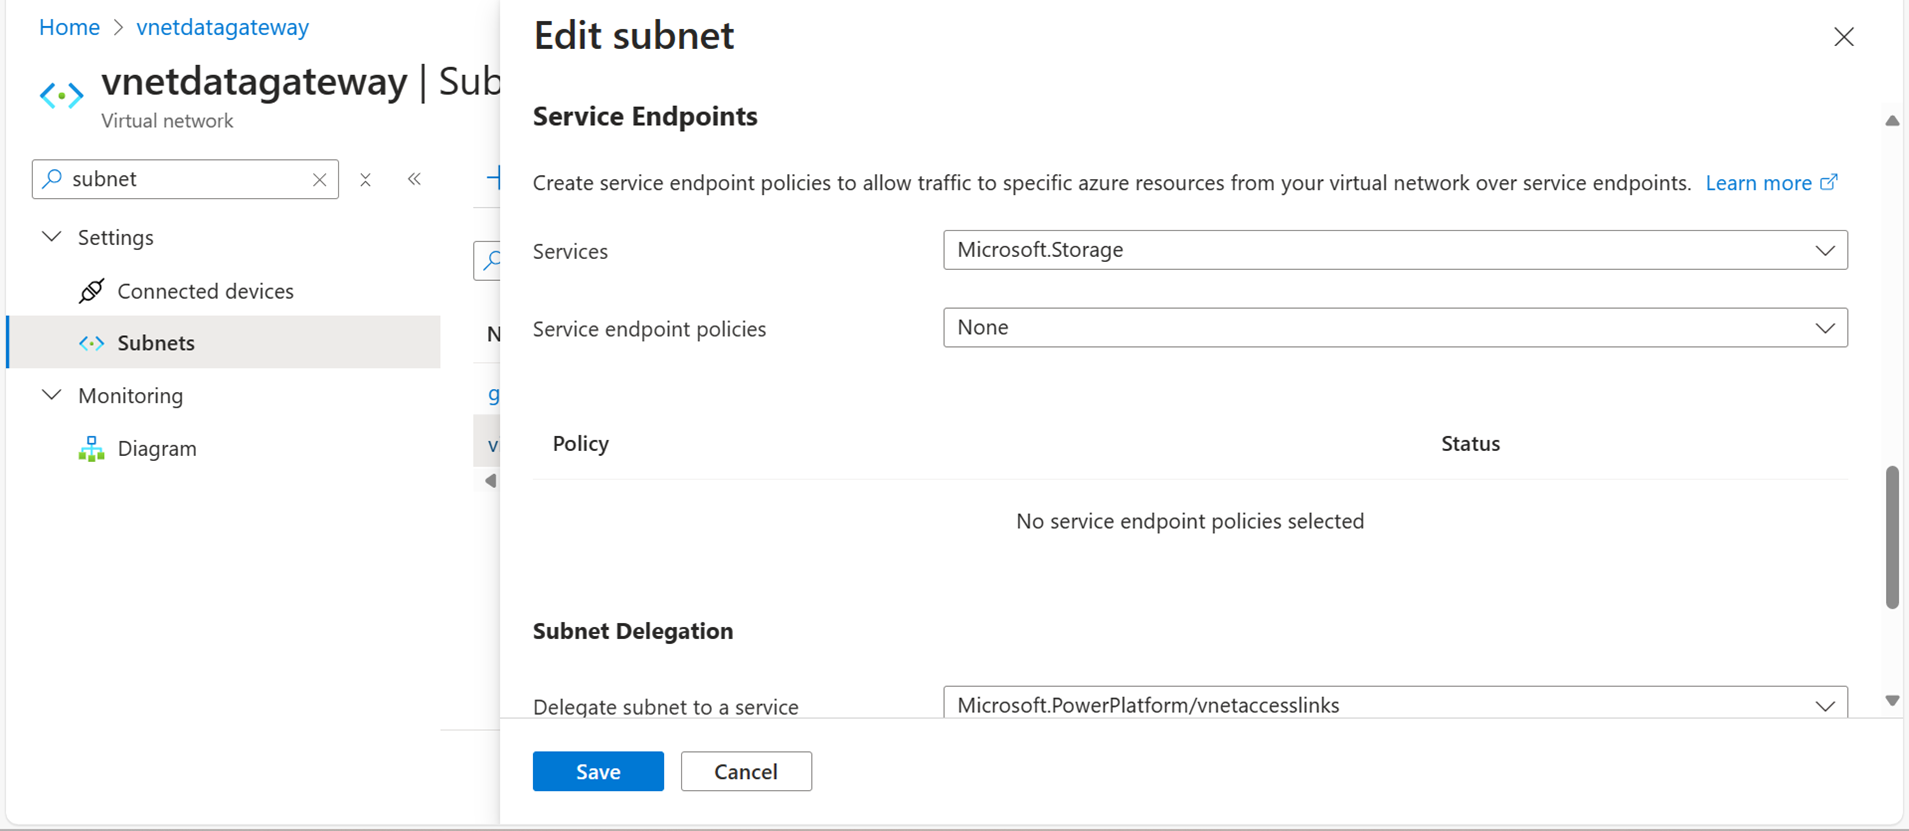 Home > vnetdatagateway
vnetdatagateway | Sub
Virtual network
subnet
Settings
Connected devices
Subnets
Monitoring
Diagram
N
g
v
Edit subnet
Service Endpoints
Create service endpoint policies to allow traffic to specific azure resources from your virtual network over service endpoints. Learn more
Services Microsoft.Storage
Service endpoint policies None
Policy Status
No service endpoint policies selected
Subnet Delegation
Delegate subnet to a service Microsoft.PowerPlatform/vnetaccesslinks
Save Cancel